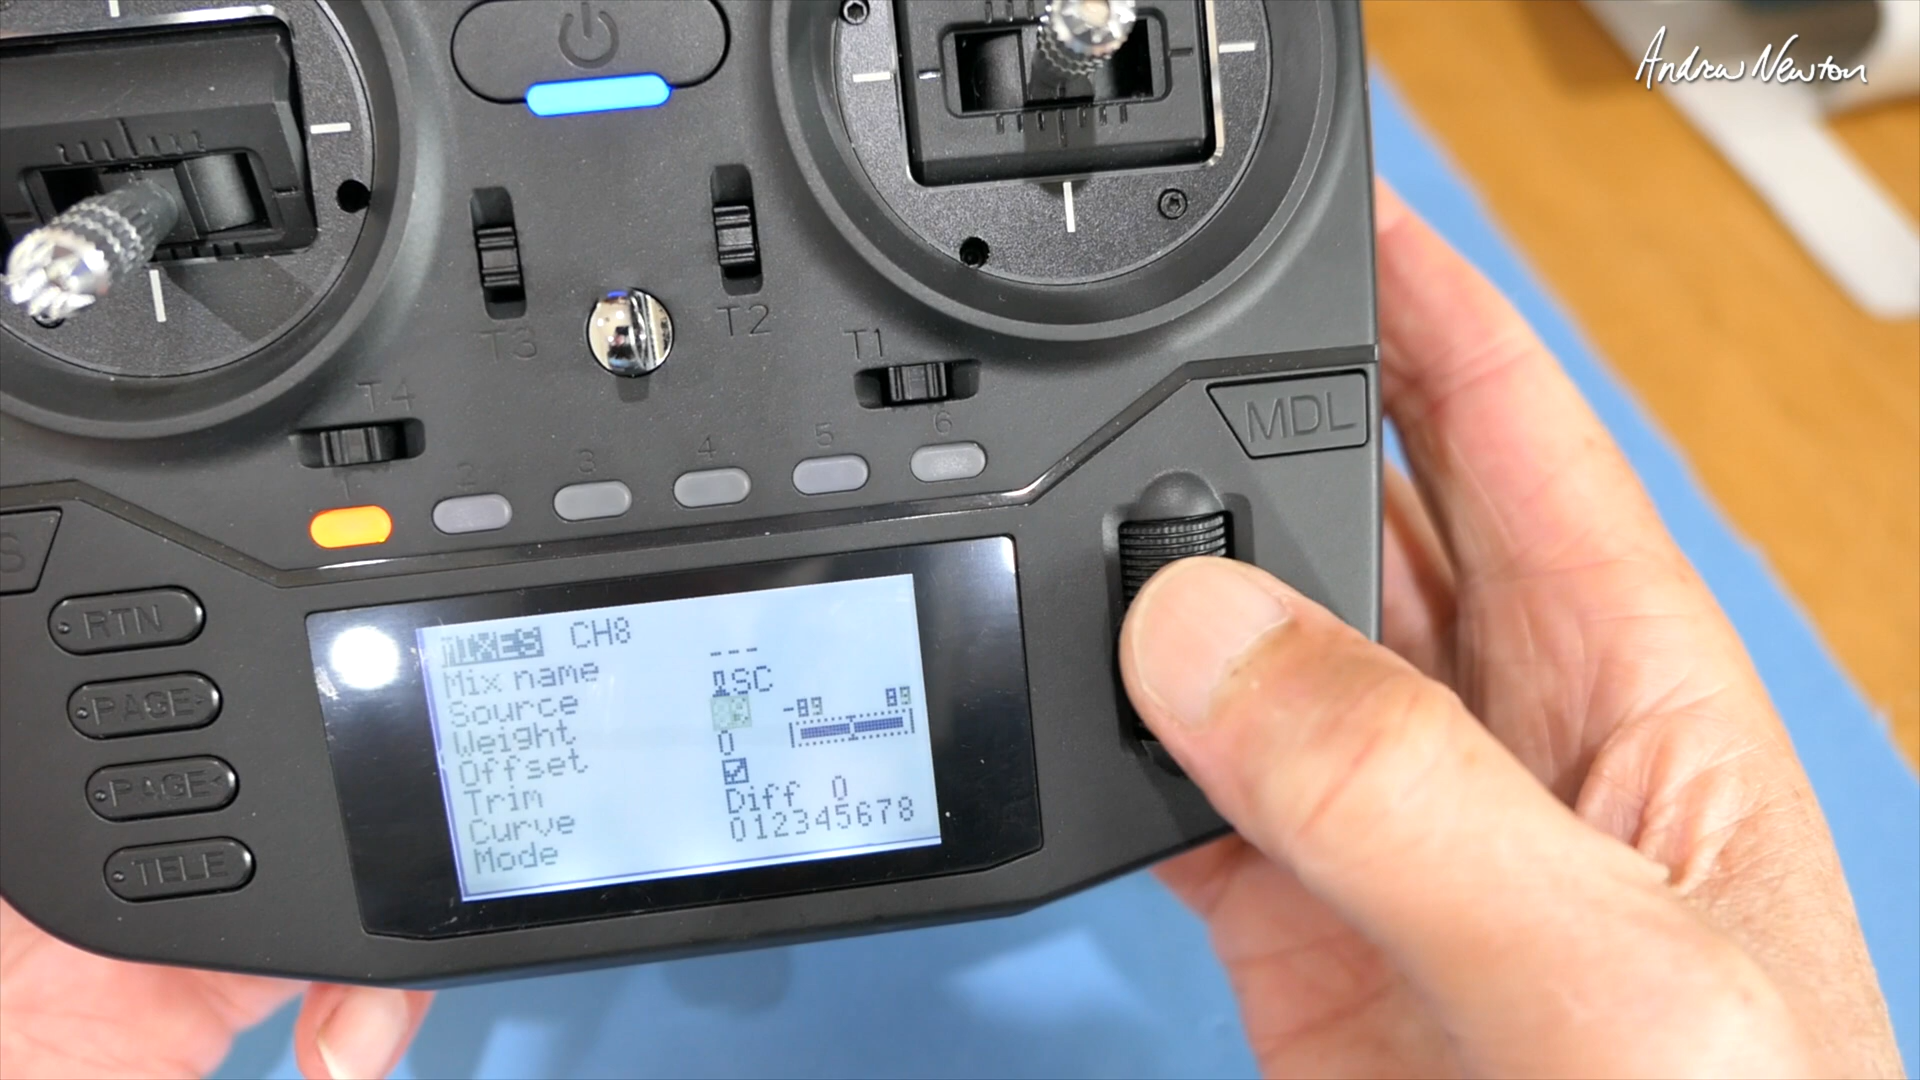 Andrew Newton
T3
T2
T1
T4
1 2 3 4 5 6
MDL
S
RTN
PAGE>
PAGE<
TELE
MIXES CH8
Mix name ---
Source SC
Weight -89 89
Offset 0
Trim
Curve Diff 0
Mode 012345678